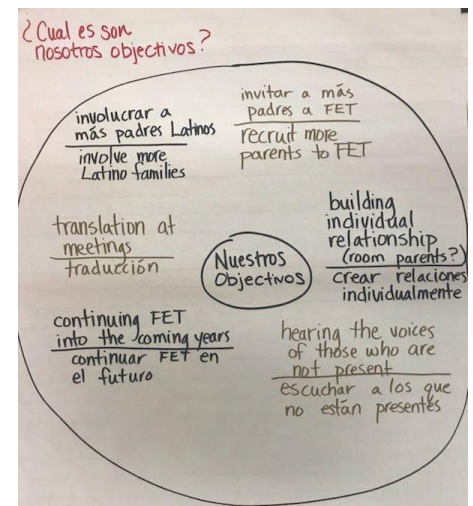 ¿Cual es son
nosotros objectivos?
involucrar a
más padres Latinos
involve more
Latino families
invitar a más
padres a FET
recruit more
parents to FET
translation at
meetings
traducción
Nuestros
Objectivos
building
individual
relationship
(room parents?)
crear relaciones
individualmente
continuing FET
into the coming years
continuar FET en
el futuro
hearing the voices
of those who are
not present
escuchar a los que
no están presentes